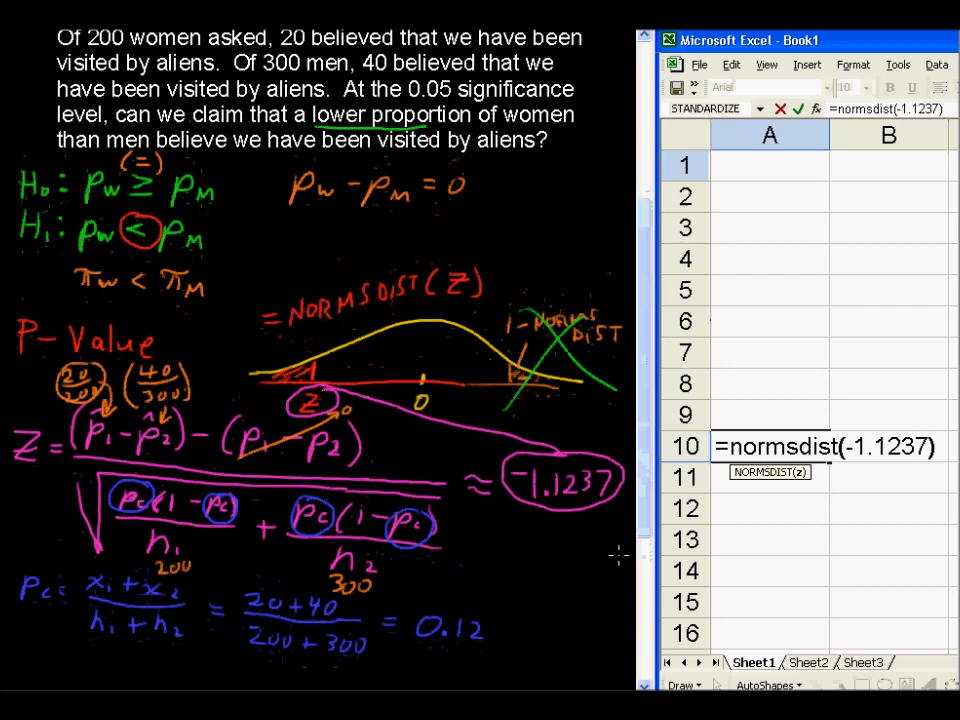 Of 200 women asked, 20 believed that we have been
visited by aliens. Of 300 men, 40 believed that we
have been visited by aliens. At the 0.05 significance
level, can we claim that a lower proportion of women
than men believe we have been visited by aliens?
(=)
H₀: pW ≥ pM
pW - pM = 0
H₁: pW < pM
πW < πM
= NORMSDIST(Z)
1-NORMSDIST
P-Value
20/200
(40/300)
Z
0
Z = (p̂₁ - p̂₂) - (p₁ - p₂)
0
≈ -1.1237
pc(1-pc)/n₁ + pc(1-pc)/n₂
200
300
pc = x₁+x₂/n₁+n₂ = 20+40/200+300 = 0.12
Microsoft Excel - Book1
File Edit View Insert Format Tools Data
Arial 10 B U
STANDARDIZE fx =normsdist(-1.1237)
A B
1
2
3
4
5
6
7
8
9
10 =normsdist(-1.1237)
NORMSDIST(z)
11
12
13
14
15
16
Sheet1 Sheet2 Sheet3
Draw AutoShapes